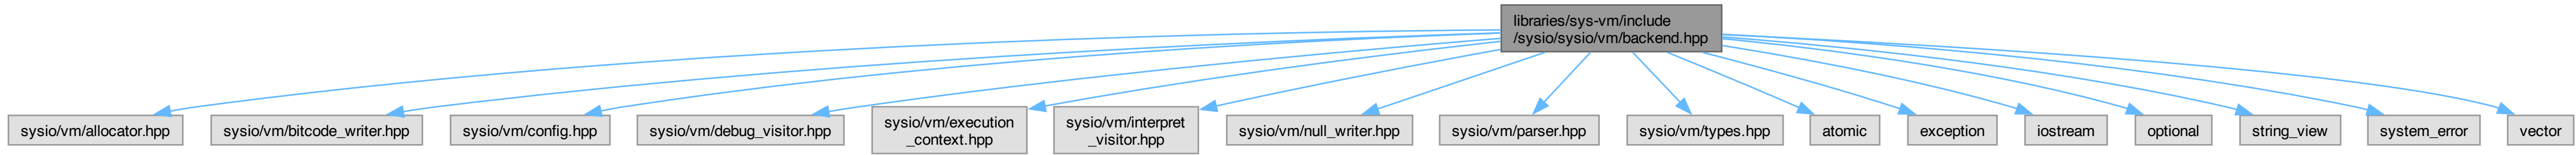 libraries/sys-vm/include
/sysio/sysio/vm/backend.hpp
sysio/vm/allocator.hpp
sysio/vm/bitcode_writer.hpp
sysio/vm/config.hpp
sysio/vm/debug_visitor.hpp
sysio/vm/execution
_context.hpp
sysio/vm/interpret
_visitor.hpp
sysio/vm/null_writer.hpp
sysio/vm/parser.hpp
sysio/vm/types.hpp
atomic
exception
iostream
optional
string_view
system_error
vector